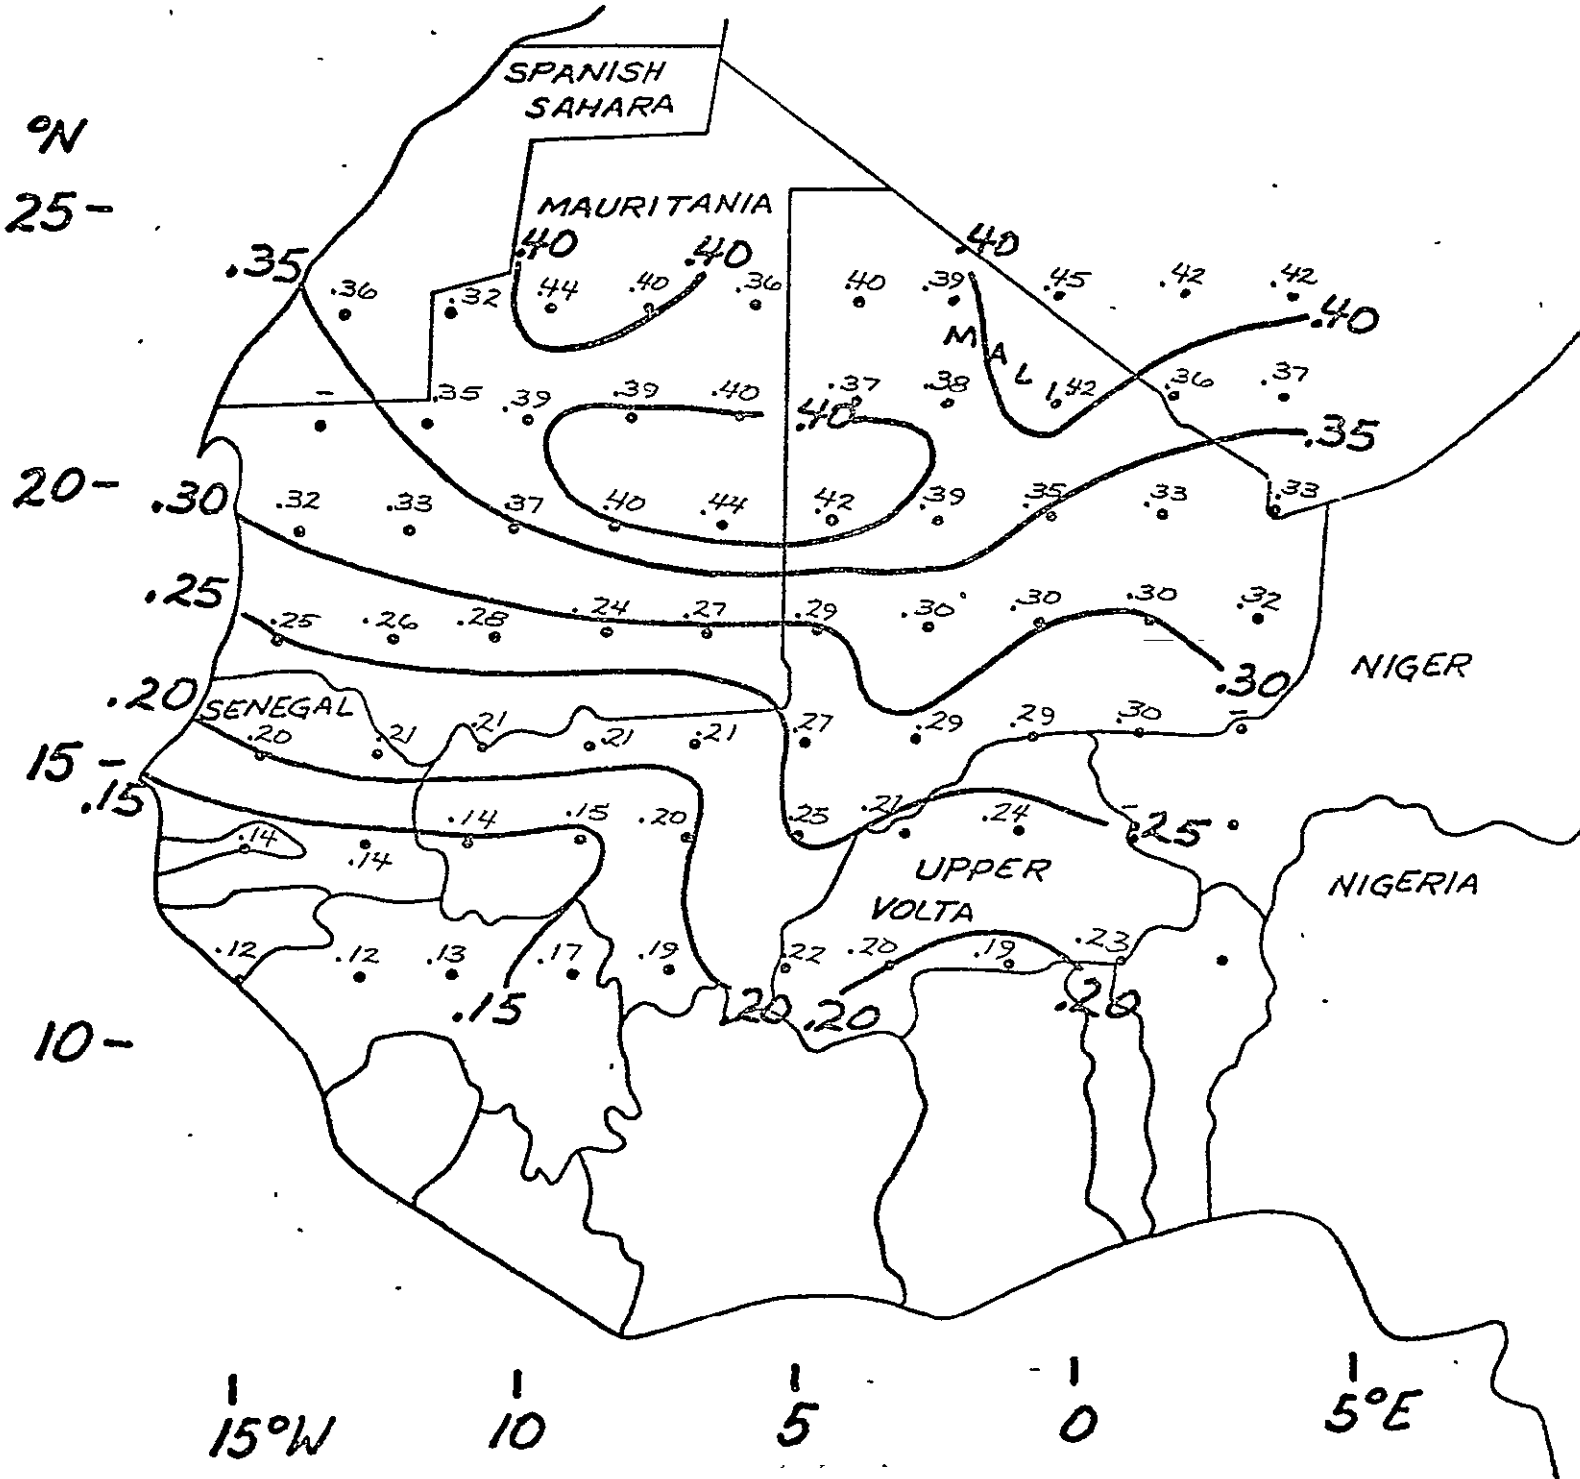 SPANISH
SAHARA
°N
25-
MAURITANIA
.40 .40 .40
.35
.36 .32 .44 .40 .36 .40 .39 .45 .42 .42
.40
MALI
- .35 .39 .39 .40 .37 .38 .42 .36 .37
.40
.35
20- .30 .32 .33 .37 .40 .44 .42 .39 .35 .33 .33
.25 .25 .26 .28 .24 .27 .29 .30 .30 .30 .32
NIGER
.20 .30
SENEGAL
.20 .21 .21 .21 .21 .27 .29 .29 .30 -
15-
.15 .14 .14 .14 .15 .20 .25 .21 .24 - .25
UPPER
VOLTA
NIGERIA
.12 .12 .13 .17 .19 .22 .20 .19 .23
.15 .20 .20 .20
10-
15°W 10 5 0 5°E